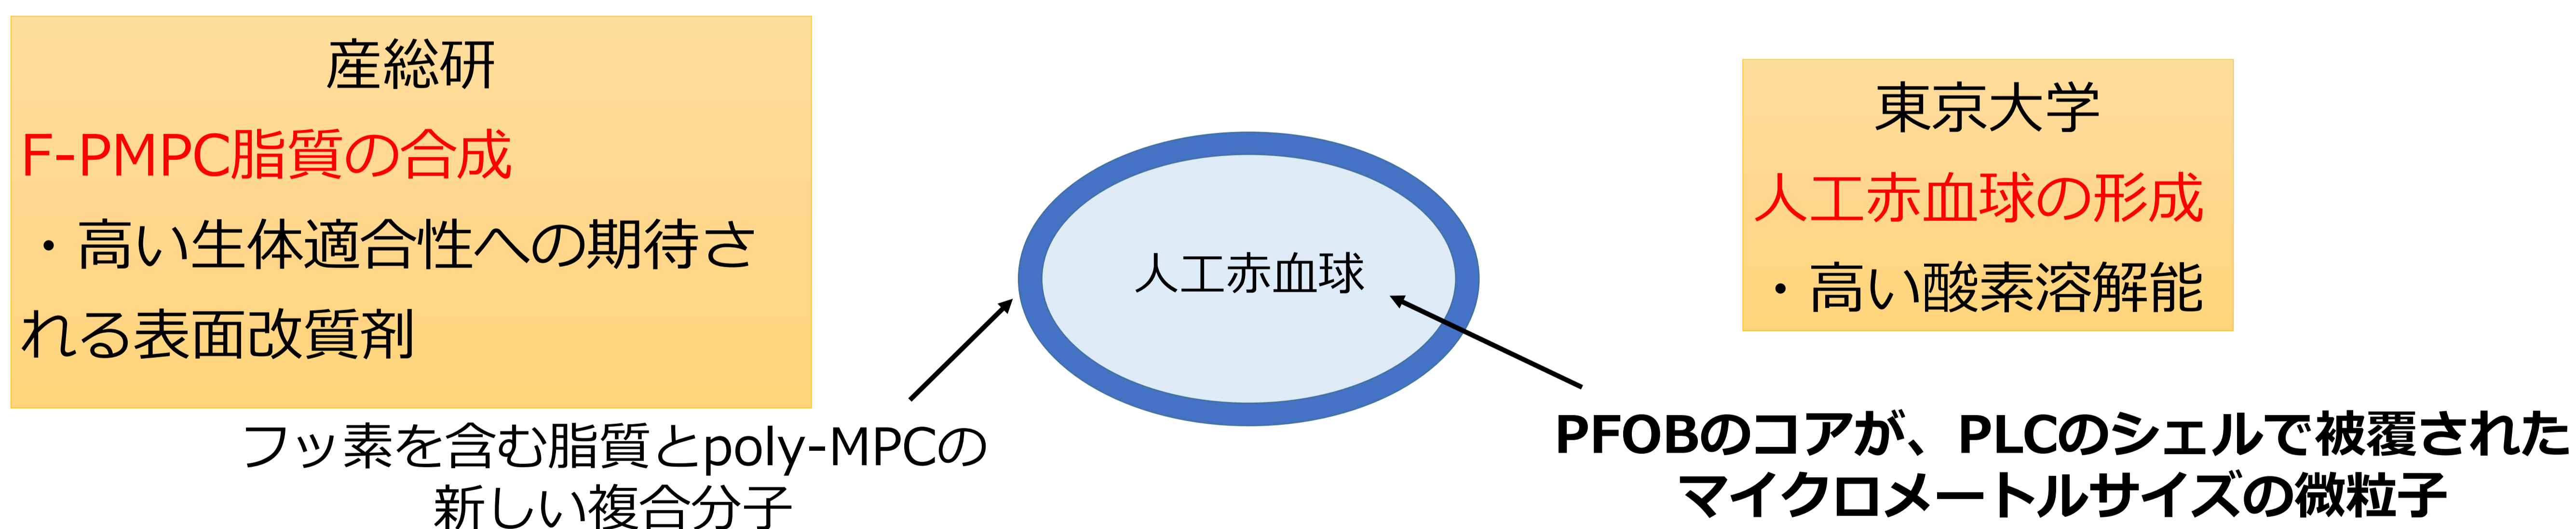 産総研
F-PMPC脂質の合成
・高い生体適合性への期待さ
れる表面改質剤
フッ素を含む脂質とpoly-MPCの
新しい複合分子
人工赤血球
東京大学
人工赤血球の形成
・高い酸素溶解能
PFOBのコアが、PLCのシェルで被覆された
マイクロメートルサイズの微粒子